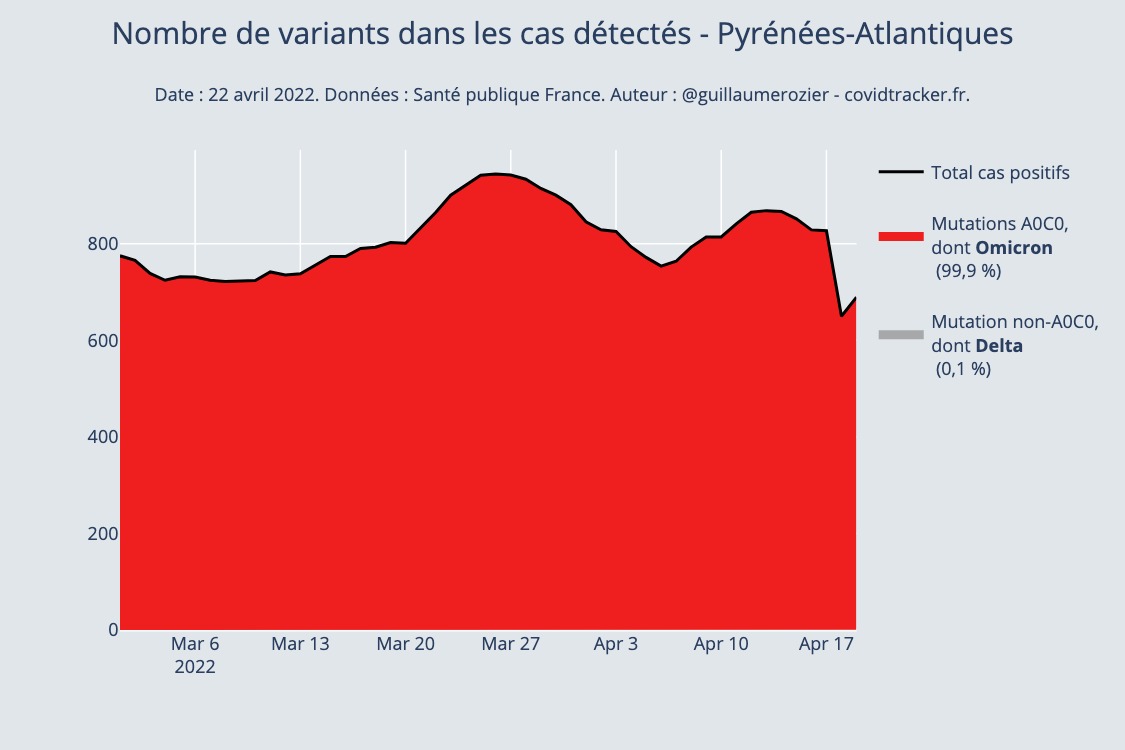 Nombre de variants dans les cas détectés - Pyrénées-Atlantiques
Date : 22 avril 2022. Données : Santé publique France. Auteur : @guillaumerozier - covidtracker.fr.
Total cas positifs
Mutations A0C0,
dont Omicron
(99,9 %)
Mutation non-A0C0,
dont Delta
(0,1 %)
800
600
400
200
0
Mar 6
2022
Mar 13
Mar 20
Mar 27
Apr 3
Apr 10
Apr 17